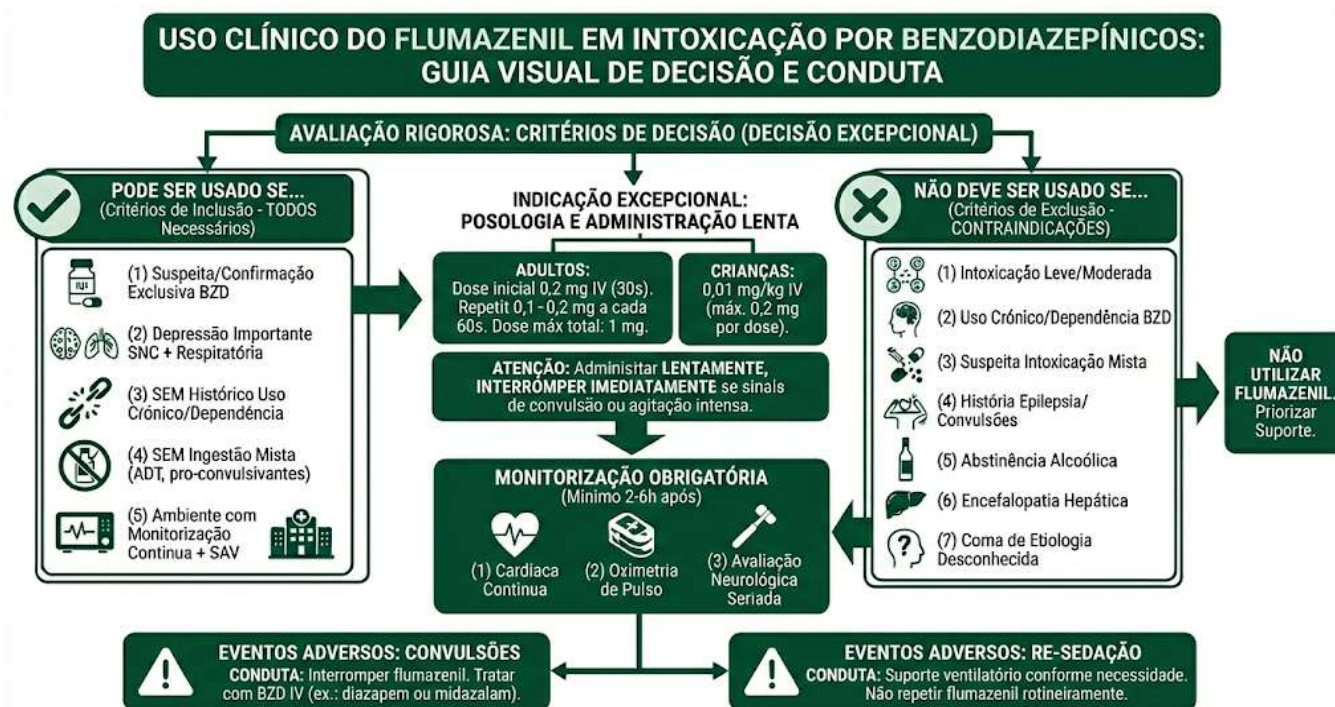 USO CLÍNICO DO FLUMAZENIL EM INTOXICAÇÃO POR BENZODIAZEPÍNICOS:
GUIA VISUAL DE DECISÃO E CONDUTA
AVALIAÇÃO RIGOROSA: CRITÉRIOS DE DECISÃO (DECISÃO EXCEPCIONAL)
PODE SER USADO SE...
(Critérios de Inclusão - TODOS
Necessários)
(1) Suspeita/Confirmação
Exclusiva BZD
(2) Depressão Importante
SNC + Respiratória
(3) SEM Histórico Uso
Crónico/Dependência
(4) SEM Ingestão Mista
(ADT, pro-convulsivantes)
(5) Ambiente com
Monitorização
Continua + SAV
INDICAÇÃO EXCEPCIONAL:
POSOLOGIA E ADMINISTRAÇÃO LENTA
ADULTOS:
Dose inicial 0,2 mg IV (30s).
Repetit 0,1-0,2 mg a cada
60s. Dose máx total: 1 mg.
CRIANÇAS:
0,01 mg/kg IV
(máx. 0,2 mg
por dose).
ATENÇÃO: Adminisitar LENTAMENTE,
INTERROMPER IMEDIATAMENTE se sinais
de convulsão ou agitação intensa.
MONITORIZAÇÃO OBRIGATÓRIA
(Minimo 2-6h após)
(1) Cardíaca
Continua
(2) Oximetria
de Pulso
(3) Avaliação
Neurológica
Seriada
NÃO DEVE SER USADO SE...
(Critérios de Exclusão -
CONTRAINDICAÇÕES)
(1) Intoxicação Leve/Moderada
(2) Uso Crónico/Dependência BZD
(3) Suspeita Intoxicação Mista
(4) História Epilepsia/
Convulsões
(5) Abstinência Alcoólica
(6) Encefalopatia Hepática
(7) Coma de Etiologia
Desconhecida
NÃO
UTILIZAR
FLUMAZENIL.
Priorizar
Suporte.
EVENTOS ADVERSOS: CONVULSÕES
CONDUTA: Interromper flumazenil. Tratar
com BZD IV (ex.: diazapem ou midazalam).
EVENTOS ADVERSOS: RE-SEDAÇÃO
CONDUTA: Suporte ventilatório conforme necessidade.
Não repetir flumazenil rotineiramente.